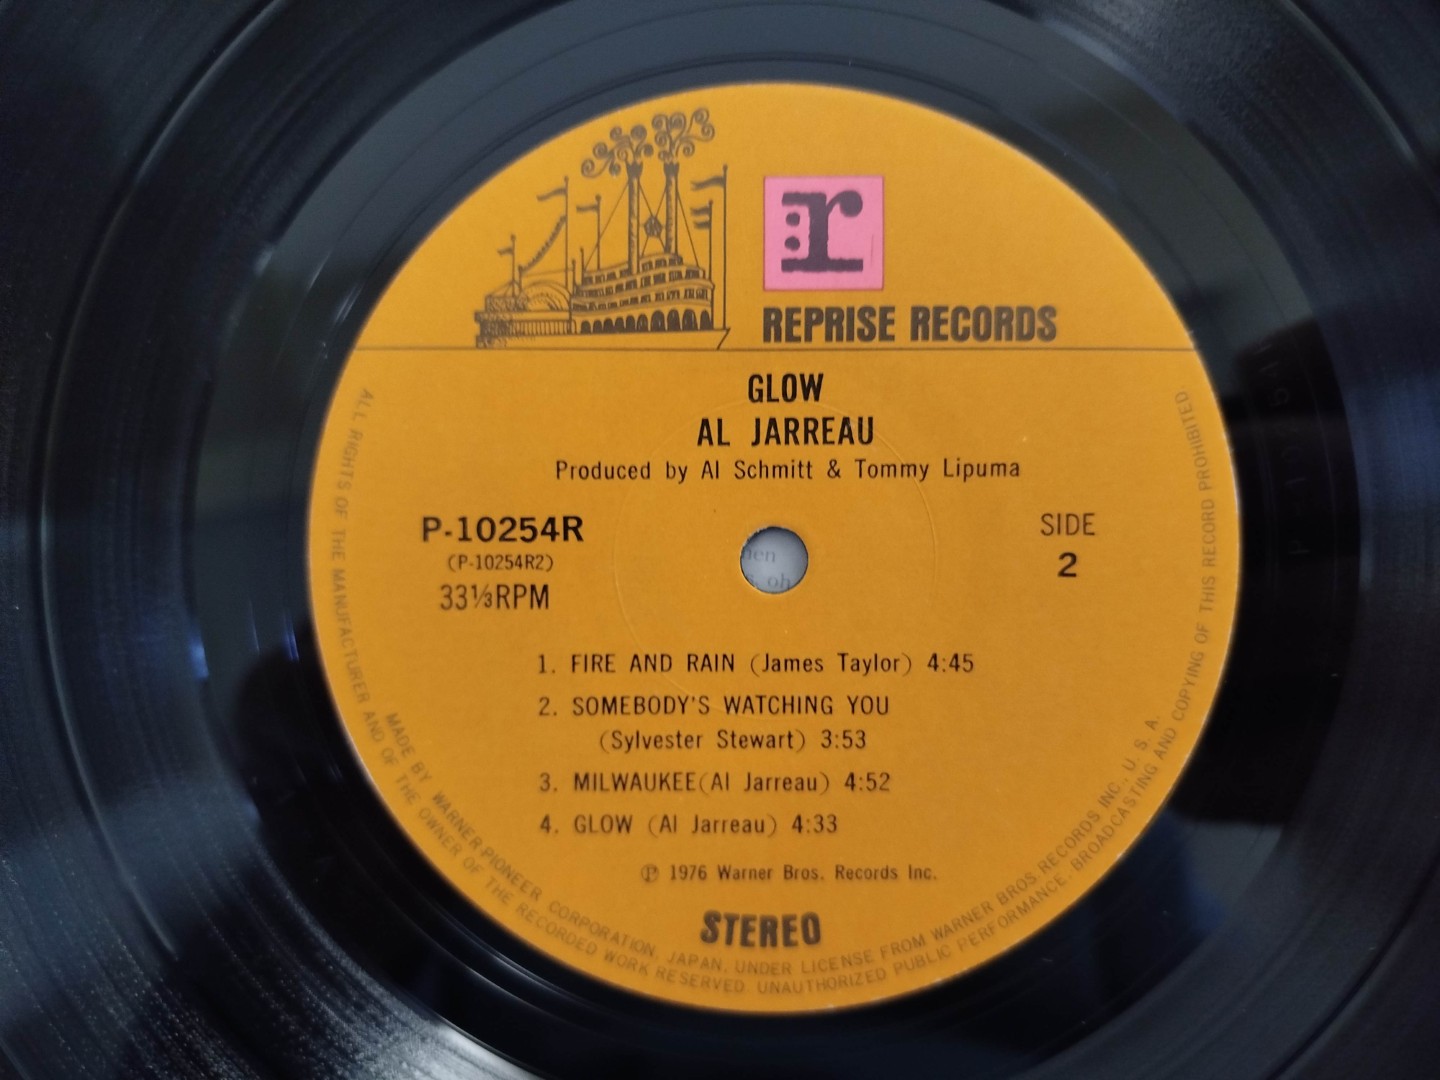 r
REPRISE RECORDS
GLOW
AL JARREAU
Produced by Al Schmitt & Tommy Lipuma
P-10254R
(P-10254R2)
33⅓RPM
SIDE
2
1. FIRE AND RAIN (James Taylor) 4:45
2. SOMEBODY'S WATCHING YOU
(Sylvester Stewart) 3:53
3. MILWAUKEE(Al Jarreau) 4:52
4. GLOW (Al Jarreau) 4:33
℗ 1976 Warner Bros. Records Inc.
STEREO
MADE BY WARNER-PIONEER CORPORATION, JAPAN, UNDER LICENSE FROM WARNER BROS. RECORDS INC., U. S. A.
ALL RIGHTS OF THE MANUFACTURER AND OF THE OWNER OF THE RECORDED WORK RESERVED. UNAUTHORIZED PUBLIC PERFORMANCE, BROADCASTING AND COPYING OF THIS RECORD PROHIBITED.
oh